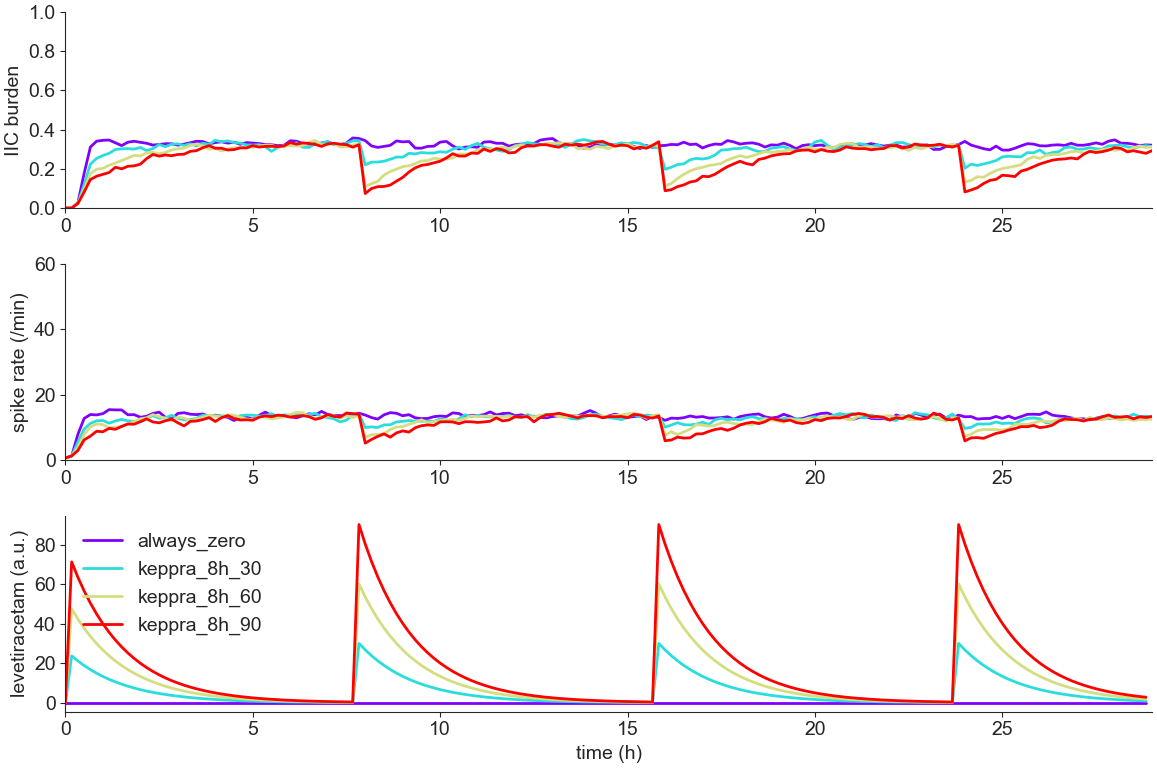 IIC burden
1.0
0.8
0.6
0.4
0.2
0.0
0 5 10 15 20 25
spike rate (/min)
60
40
20
0
0 5 10 15 20 25
levetiracetam (a.u.)
80
60
40
20
0
always_zero
keppra_8h_30
keppra_8h_60
keppra_8h_90
0 5 10 15 20 25
time (h)